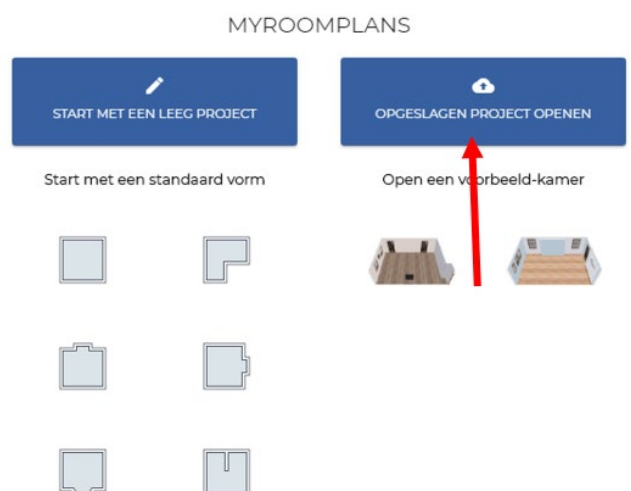 MYROOMPLANS
START MET EEN LEEG PROJECT
OPGESLAGEN PROJECT OPENEN
Start met een standaard vorm
Open een voorbeeld-kamer